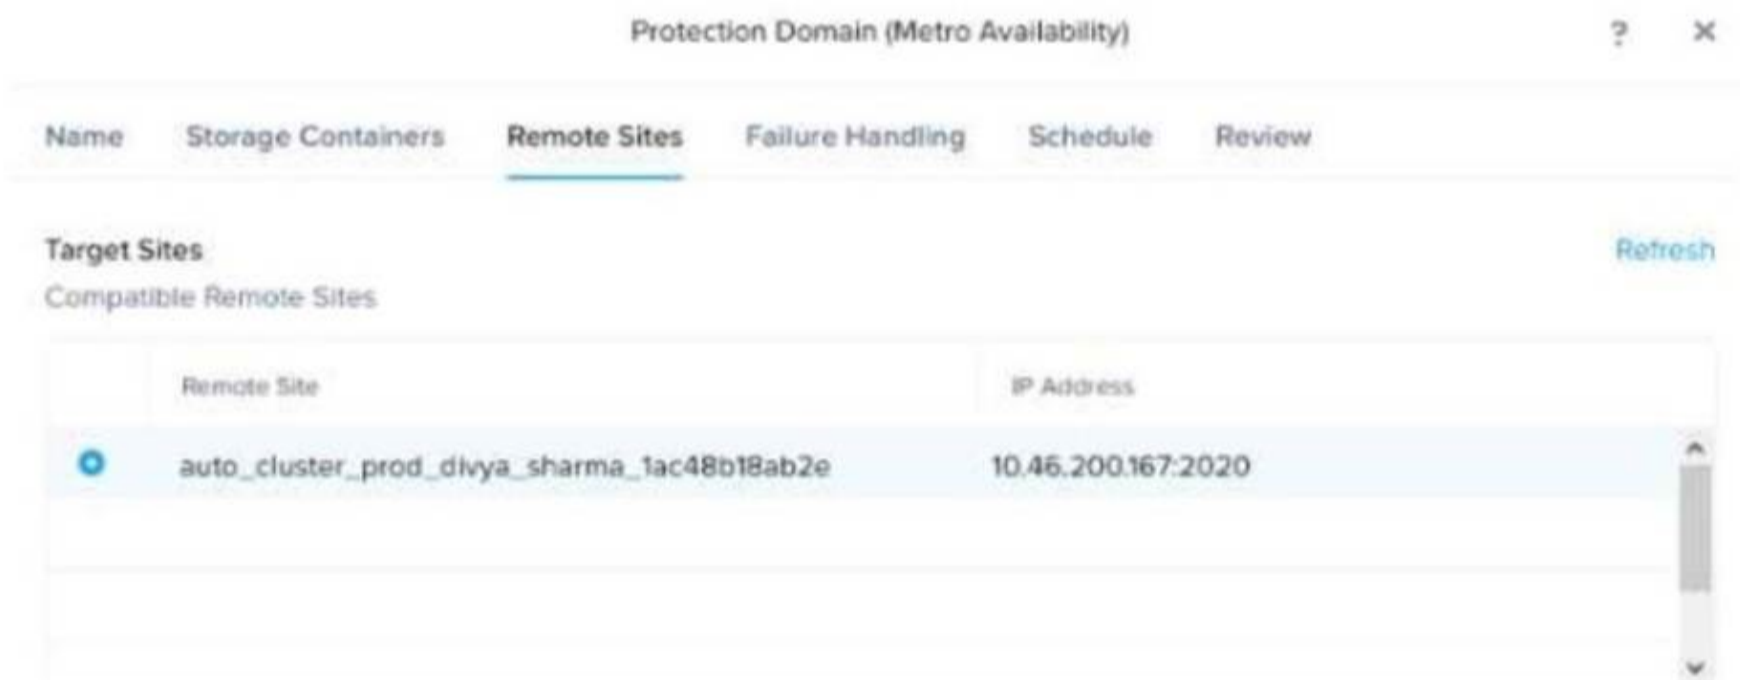 Protection Domain (Metro Availability) ? ×
Name Storage Containers Remote Sites Failure Handling Schedule Review
Target Sites Refresh
Compatible Remote Sites
Remote Site IP Address
auto_cluster_prod_divya_sharma_1ac48b18ab2e 10.46.200.167:2020